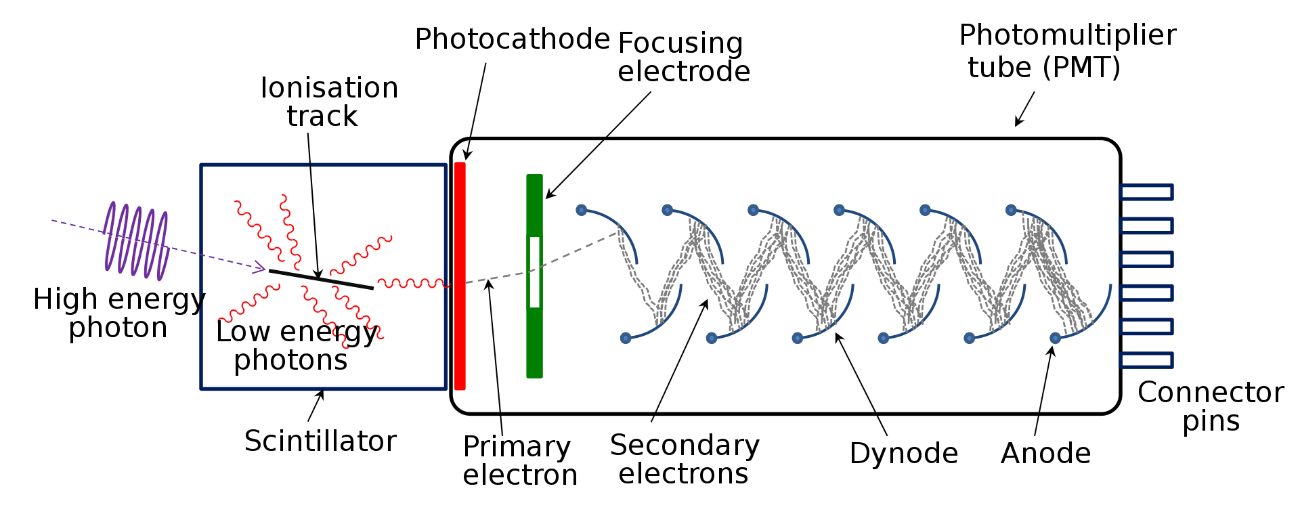 Photocathode
Focusing
electrode
Photomultiplier
tube (PMT)
Ionisation
track
High energy
photon
Low energy
photons
Scintillator
Primary
electron
Secondary
electrons
Dynode
Anode
Connector
pins